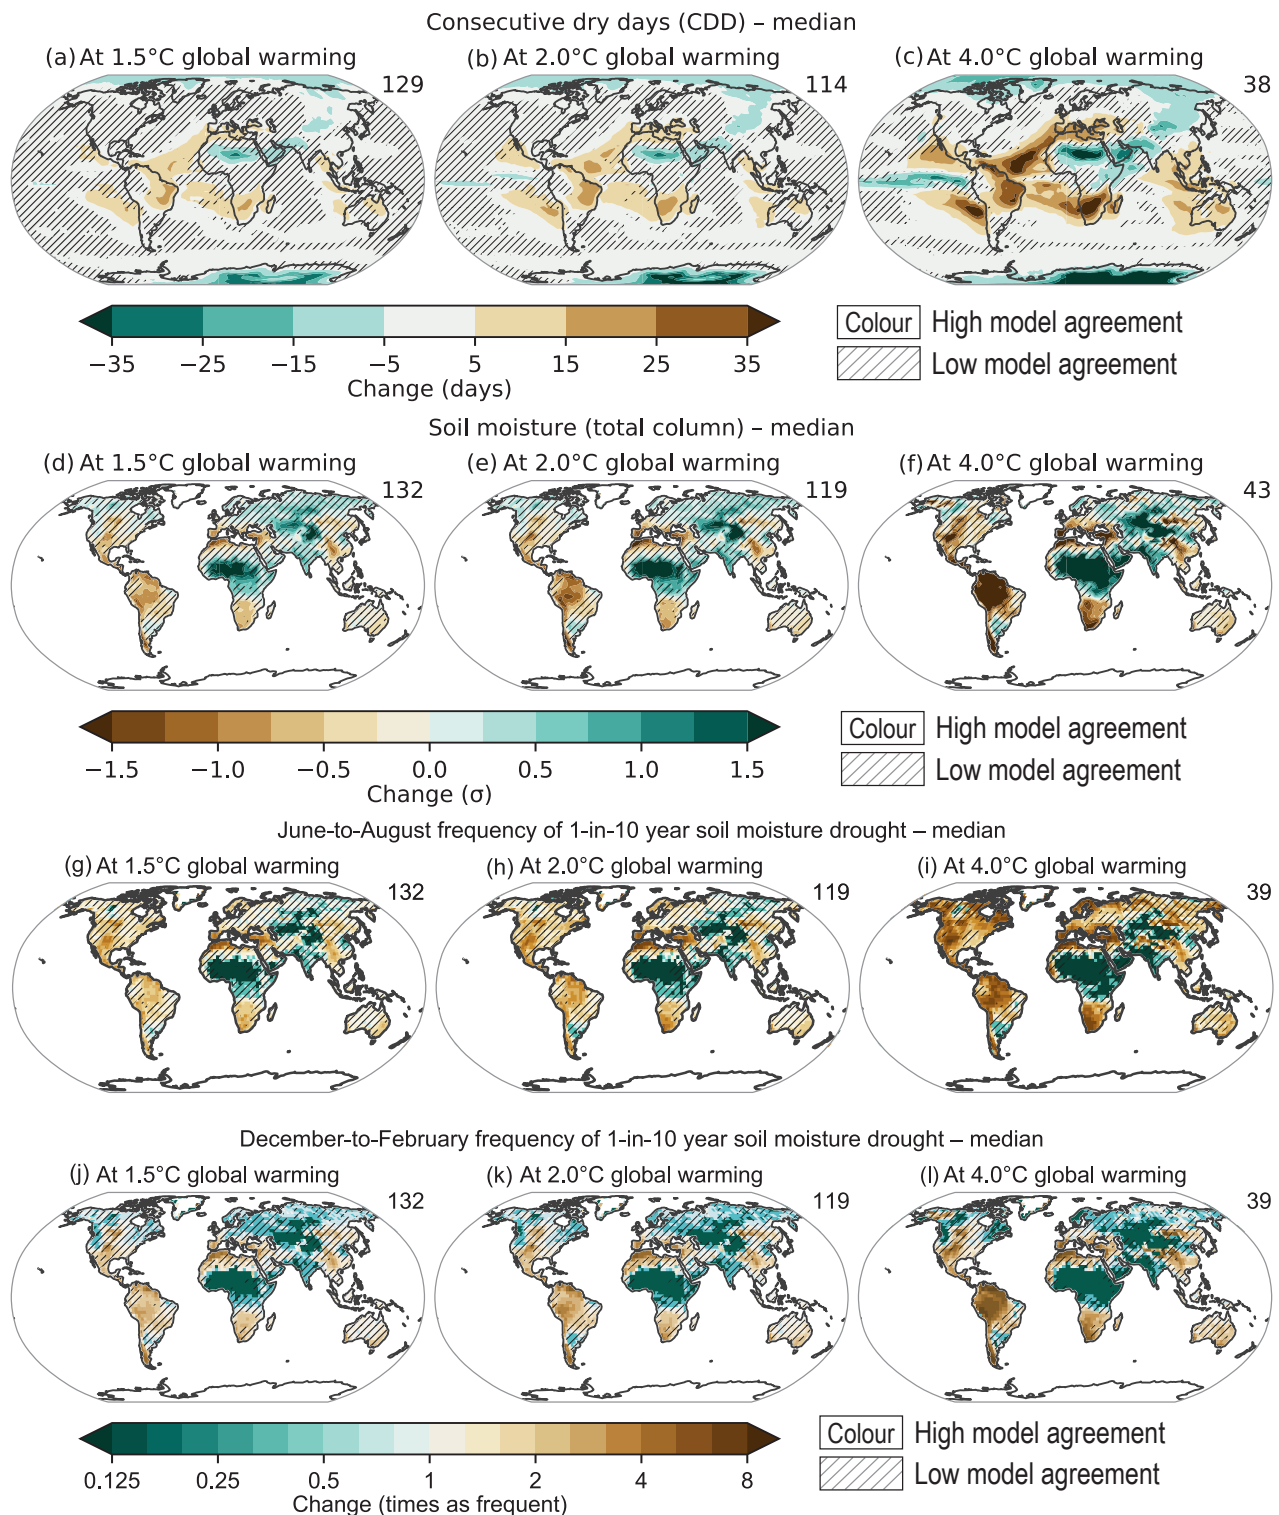 Consecutive dry days (CDD) – median
(a) At 1.5°C global warming
129
(b) At 2.0°C global warming
114
(c) At 4.0°C global warming
38
−35 −25 −15 −5 5 15 25 35
Change (days)
Colour High model agreement
Low model agreement
Soil moisture (total column) – median
(d) At 1.5°C global warming
132
(e) At 2.0°C global warming
119
(f) At 4.0°C global warming
43
−1.5 −1.0 −0.5 0.0 0.5 1.0 1.5
Change (σ)
Colour High model agreement
Low model agreement
June-to-August frequency of 1-in-10 year soil moisture drought – median
(g) At 1.5°C global warming
132
(h) At 2.0°C global warming
119
(i) At 4.0°C global warming
39
December-to-February frequency of 1-in-10 year soil moisture drought – median
(j) At 1.5°C global warming
132
(k) At 2.0°C global warming
119
(l) At 4.0°C global warming
39
0.125 0.25 0.5 1 2 4 8
Change (times as frequent)
Colour High model agreement
Low model agreement